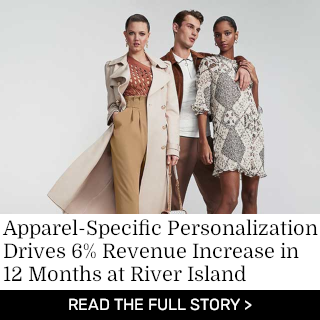 Apparel-Specific Personalization
Drives 6% Revenue Increase in
12 Months at River Island
READ THE FULL STORY >